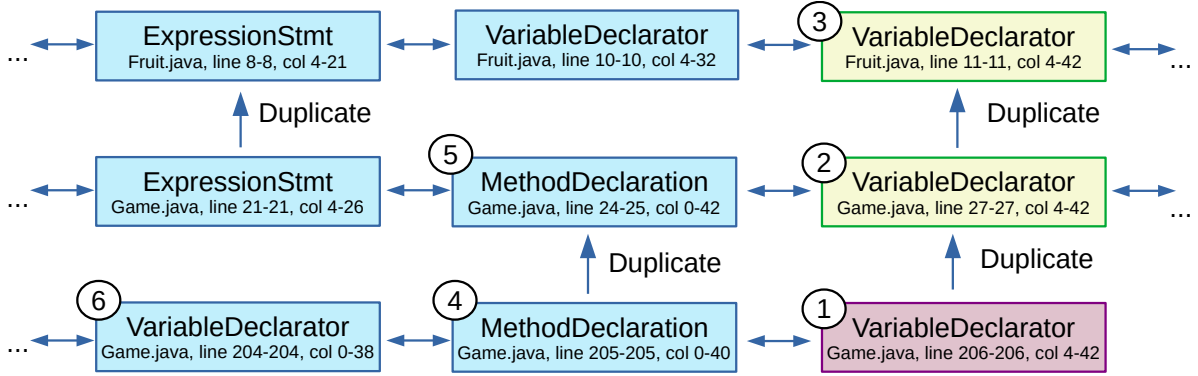 3
ExpressionStmt
Fruit.java, line 8-8, col 4-21
VariableDeclarator
Fruit.java, line 10-10, col 4-32
VariableDeclarator
Fruit.java, line 11-11, col 4-42
...
...
Duplicate
Duplicate
5
2
ExpressionStmt
Game.java, line 21-21, col 4-26
MethodDeclaration
Game.java, line 24-25, col 0-42
VariableDeclarator
Game.java, line 27-27, col 4-42
...
...
Duplicate
Duplicate
6
4
1
VariableDeclarator
Game.java, line 204-204, col 0-38
MethodDeclaration
Game.java, line 205-205, col 0-40
VariableDeclarator
Game.java, line 206-206, col 4-42
...